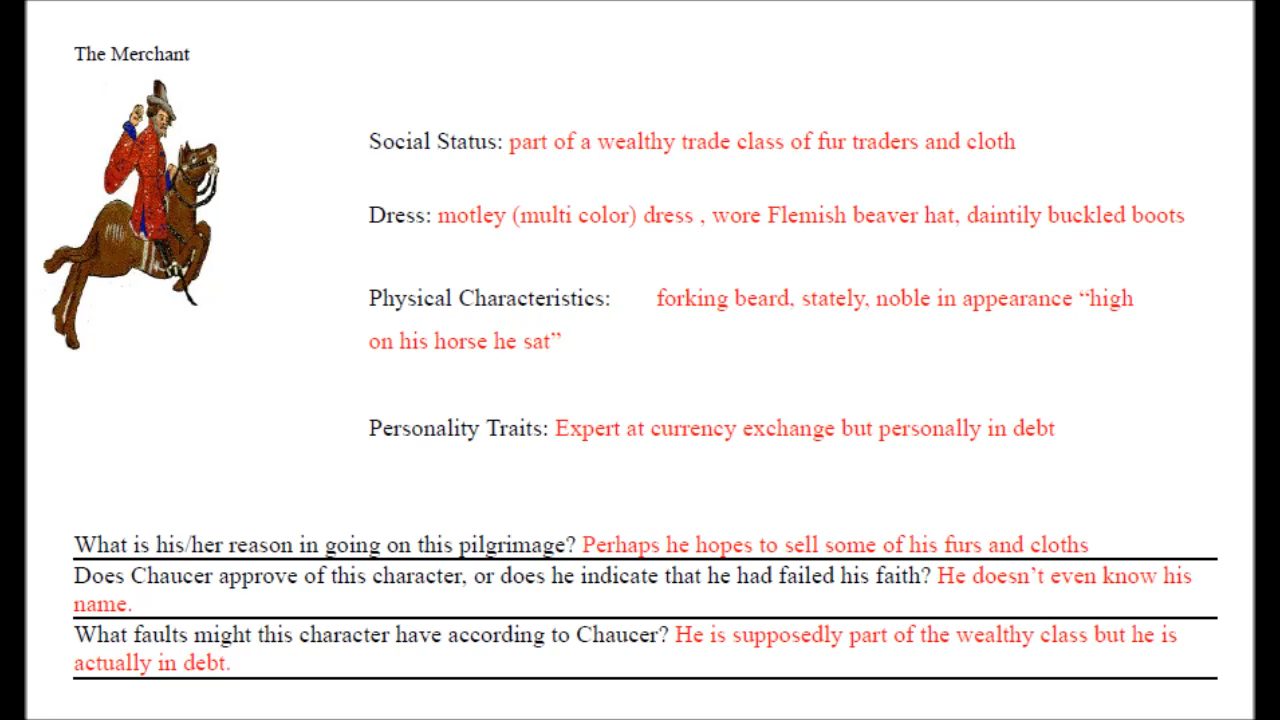 The Merchant
Social Status: part of a wealthy trade class of fur traders and cloth
Dress: motley (multi color) dress , wore Flemish beaver hat, daintily buckled boots
Physical Characteristics: forking beard, stately, noble in appearance “high
on his horse he sat”
Personality Traits: Expert at currency exchange but personally in debt
What is his/her reason in going on this pilgrimage? Perhaps he hopes to sell some of his furs and cloths
Does Chaucer approve of this character, or does he indicate that he had failed his faith? He doesn’t even know his
name.
What faults might this character have according to Chaucer? He is supposedly part of the wealthy class but he is
actually in debt.